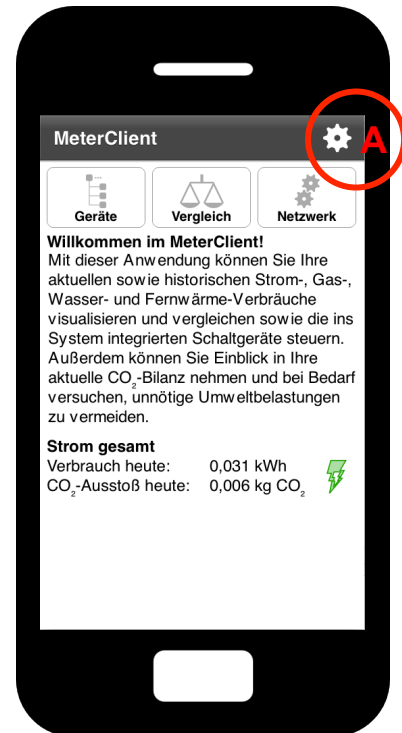 MeterClient
A
Geräte Vergleich Netzwerk
Willkommen im MeterClient!
Mit dieser Anwendung können Sie Ihre
aktuellen sowie historischen Strom-, Gas-,
Wasser- und Fernwärme-Verbräuche
visualisieren und vergleichen sowie die ins
System integrierten Schaltgeräte steuern.
Außerdem können Sie Einblick in Ihre
aktuelle CO₂-Bilanz nehmen und bei Bedarf
versuchen, unnötige Umweltbelastungen
zu vermeiden.
Strom gesamt
Verbrauch heute: 0,031 kWh
CO₂-Ausstoß heute: 0,006 kg CO₂